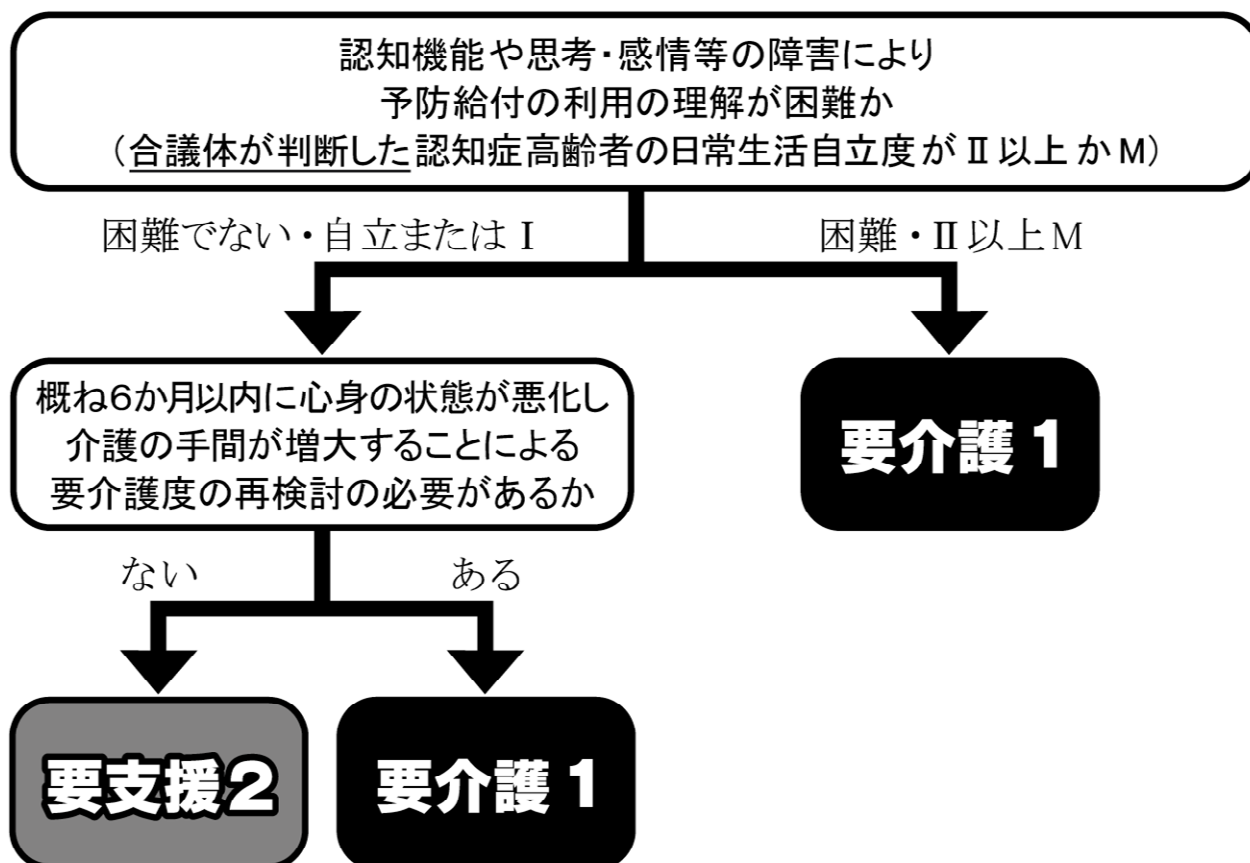 認知機能や思考・感情等の障害により
予防給付の利用の理解が困難か
（合議体が判断した認知症高齢者の日常生活自立度がⅡ以上かM）
困難でない・自立またはⅠ
困難・Ⅱ以上M
概ね6か月以内に心身の状態が悪化し
介護の手間が増大することによる
要介護度の再検討の必要があるか
要介護1
ない
ある
要支援2
要介護1